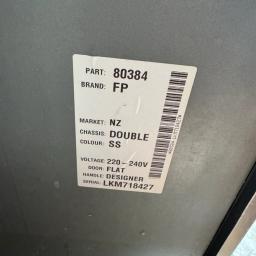 PART: 80384
BRAND: FP
MARKET: NZ
CHASSIS: DOUBLE
COLOUR: SS
VOLTAGE: 220-240V
DOOR: FLAT
HANDLE: DESIGNER
SERIAL: LKM718427